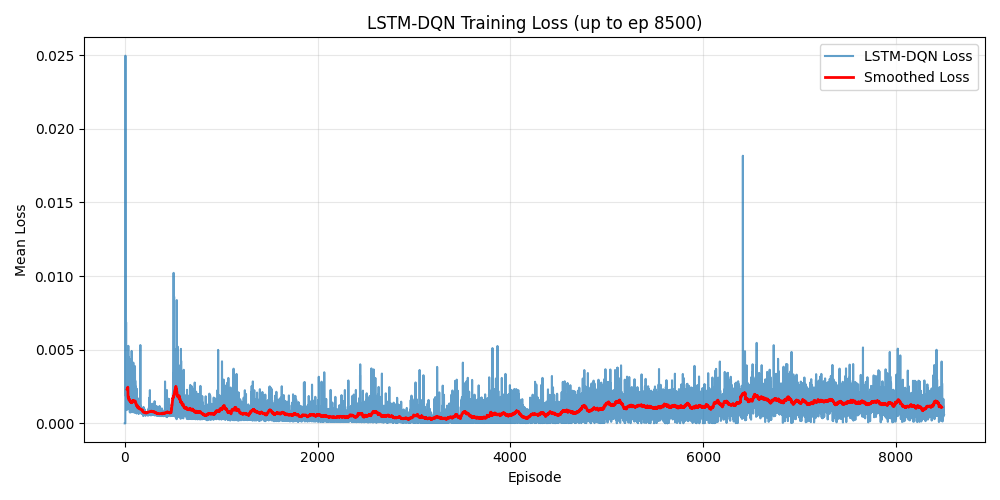 LSTM-DQN Training Loss (up to ep 8500)
LSTM-DQN Loss
Smoothed Loss
Mean Loss
0.025
0.020
0.015
0.010
0.005
0.000
0
2000
4000
6000
8000
Episode